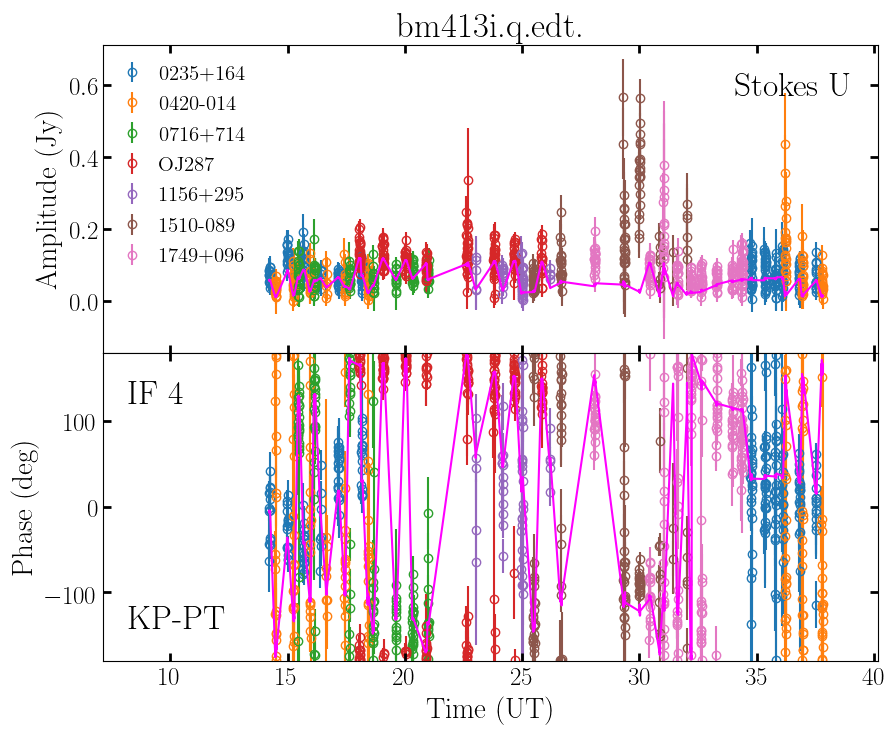 bm413i.q.edt.
Stokes U
0235+164
0420-014
0716+714
OJ287
1156+295
1510-089
1749+096
Amplitude (Jy)
0.6
0.4
0.2
0.0
IF 4
KP-PT
Phase (deg)
100
0
−100
10
15
20
25
30
35
40
Time (UT)